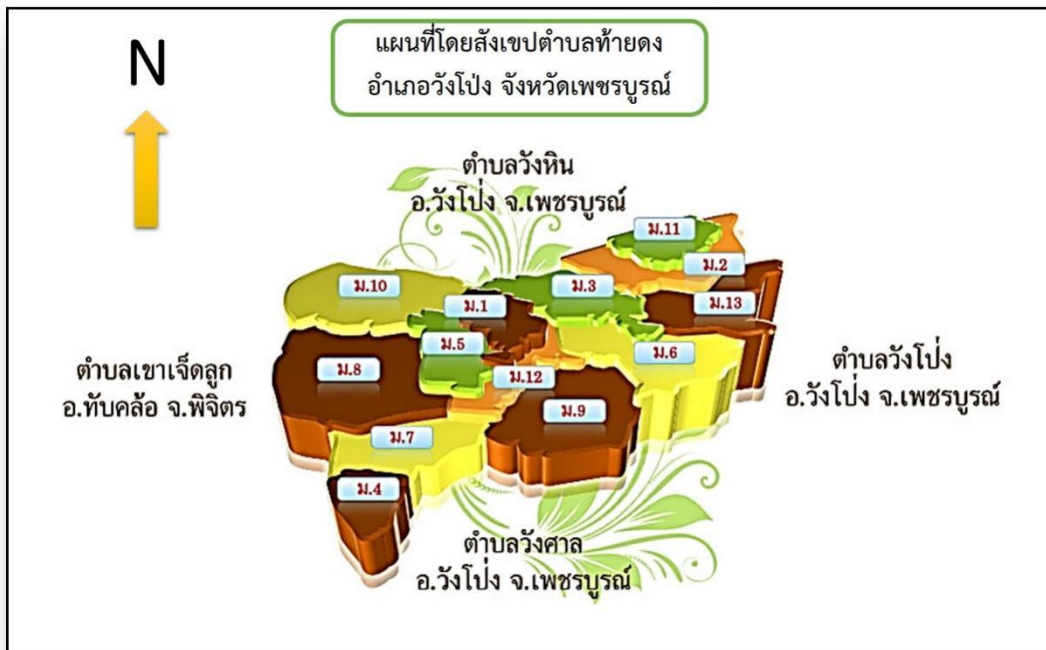 N
แผนที่โดยสังเขปตำบลท้ายดง
อำเภอวังโป่ง จังหวัดเพชรบูรณ์
ตำบลวังหิน
อ.วังโป่ง จ.เพชรบูรณ์
ม.11
ม.2
ม.10
ม.3
ม.13
ม.1
ม.5
ม.6
ม.8
ม.12
ตำบลเขาเจ็ดลูก
อ.ทับคล้อ จ.พิจิตร
ตำบลวังโป่ง
อ.วังโป่ง จ.เพชรบูรณ์
ม.9
ม.7
ม.4
ตำบลวังศาล
อ.วังโป่ง จ.เพชรบูรณ์